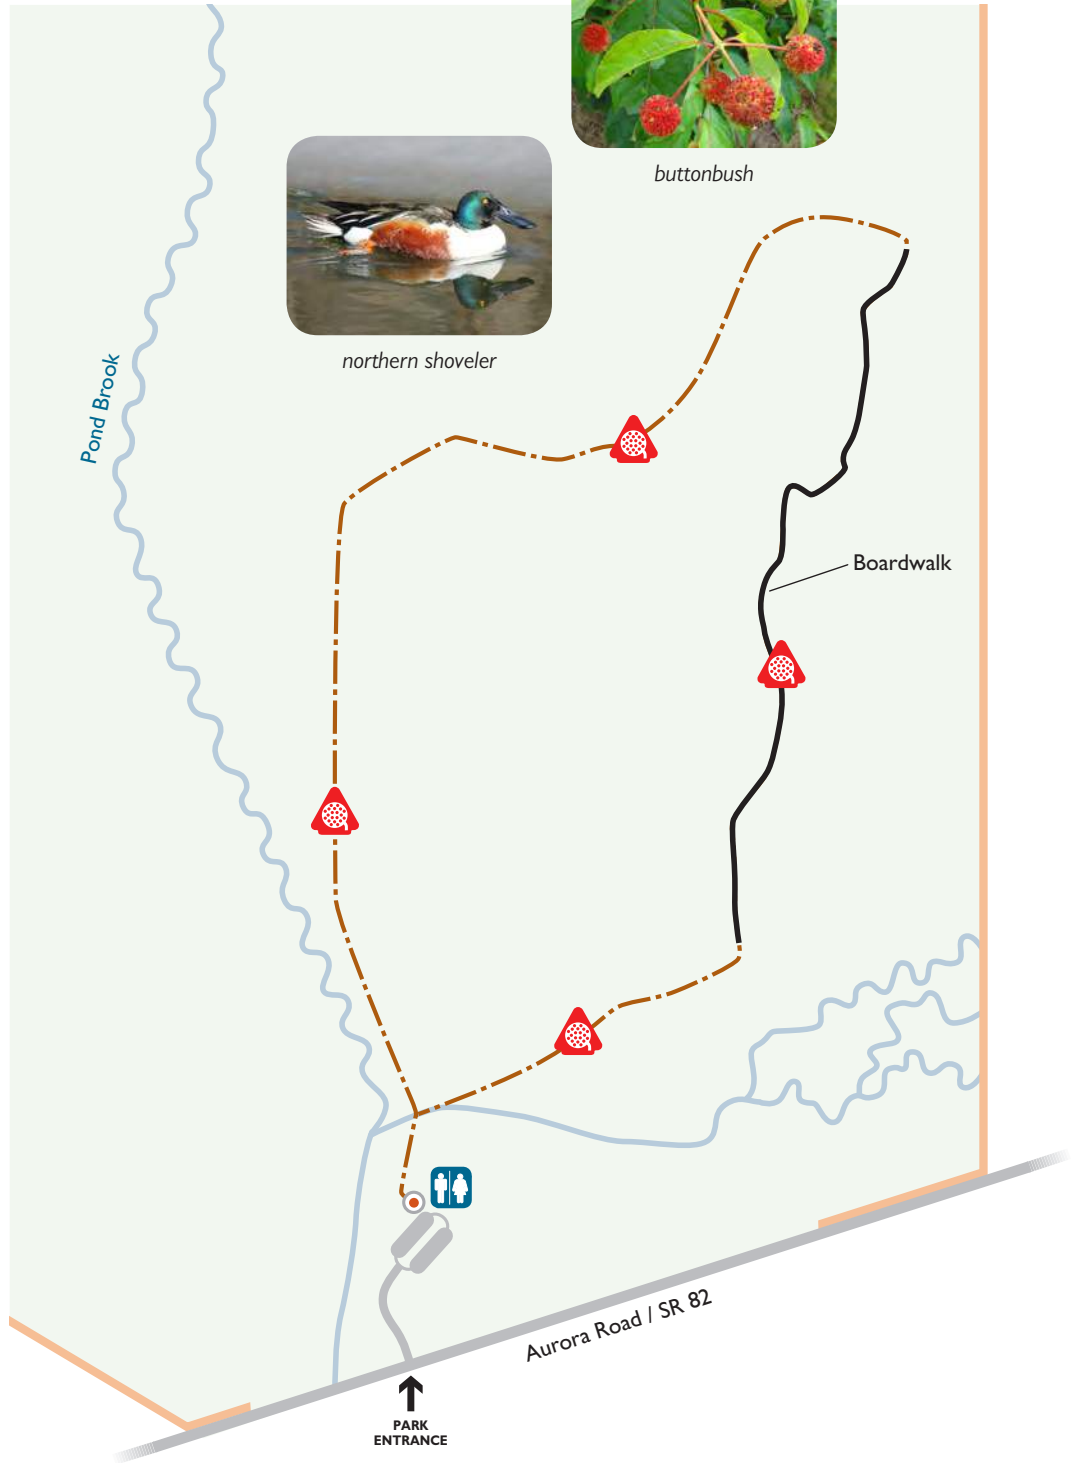 buttonbush
northern shoveler
Pond Brook
Boardwalk
Aurora Road / SR 82
PARK
ENTRANCE